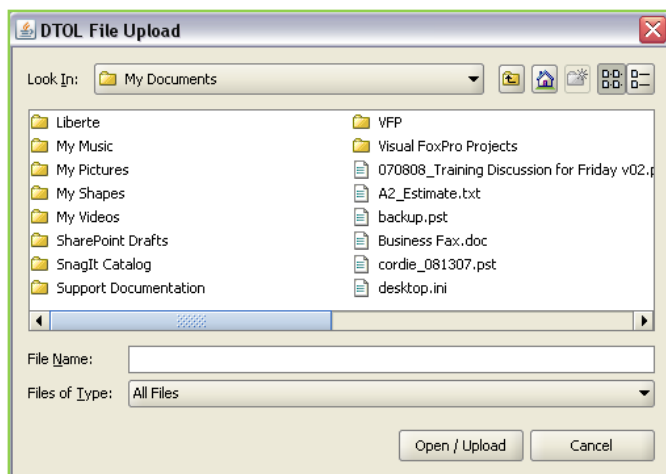 DTOL File Upload
Look In: My Documents
Liberte
My Music
My Pictures
My Shapes
My Videos
SharePoint Drafts
SnagIt Catalog
Support Documentation
VFP
Visual FoxPro Projects
070808_Training Discussion for Friday v02.p
A2_Estimate.txt
backup.pst
Business Fax.doc
cordie_081307.pst
desktop.ini
File Name:
Files of Type: All Files
Open / Upload Cancel